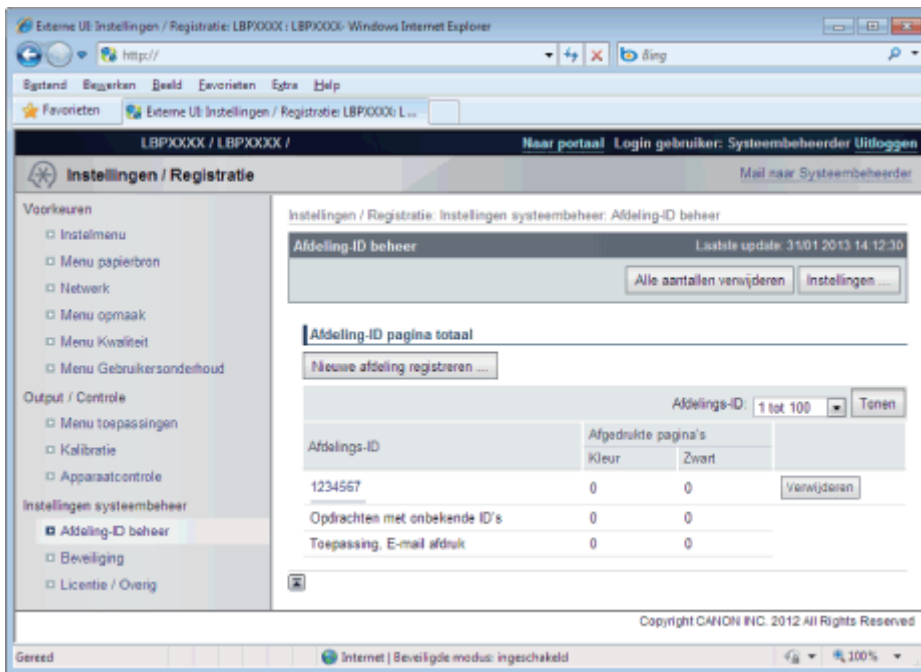 Externe UI: Instellingen / Registratie: LBPXXXX : LBPXXXX- Windows Internet Explorer
http://
Bing
Bestand Bewerken Beeld Favorieten Extra Help
Favorieten Externe UI: Instellingen / Registratie: LBPXXXX: L...
LBPXXXX / LBPXXXX /
Naar portaal Login gebruiker: Systeembeheerder Uitloggen
Instellingen / Registratie
Mail naar Systeembeheerder
Voorkeuren
Instelmenu
Menu papierbron
Netwerk
Menu opmaak
Menu Kwaliteit
Menu Gebruikersonderhoud
Output / Controle
Menu toepassingen
Kalibratie
Apparaatcontrole
Instellingen systeembeheer
Afdeling-ID beheer
Beveiliging
Licentie / Overig
Instellingen / Registratie: Instellingen systeembeheer: Afdeling-ID beheer
Afdeling-ID beheer
Laatste update: 31/01 2013 14:12:30
Alle aantallen verwijderen Instellingen ...
Afdeling-ID pagina totaal
Nieuwe afdeling registreren ...
Afdelings-ID: 1 tot 100 Tonen
Afdelings-ID Afgedrukte pagina's
Kleur Zwart
1234567 0 0 Verwijderen
Opdrachten met onbekende ID's 0 0
Toepassing, E-mail afdruk 0 0
Copyright CANON INC. 2012 All Rights Reserved
Gereed Internet | Beveiligde modus: ingeschakeld 100%